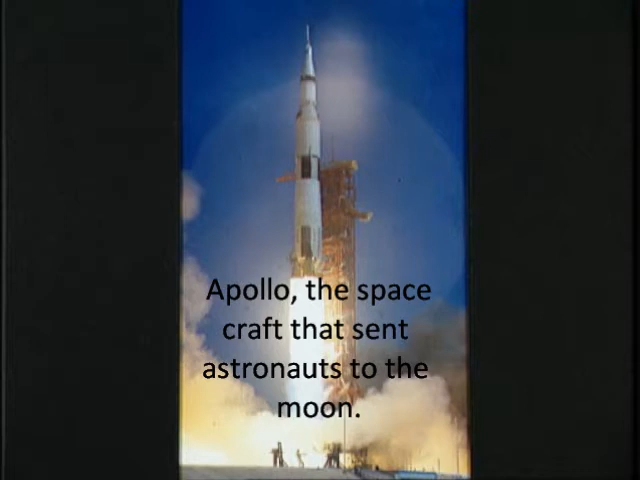 Apollo, the space
craft that sent
astronauts to the
moon.